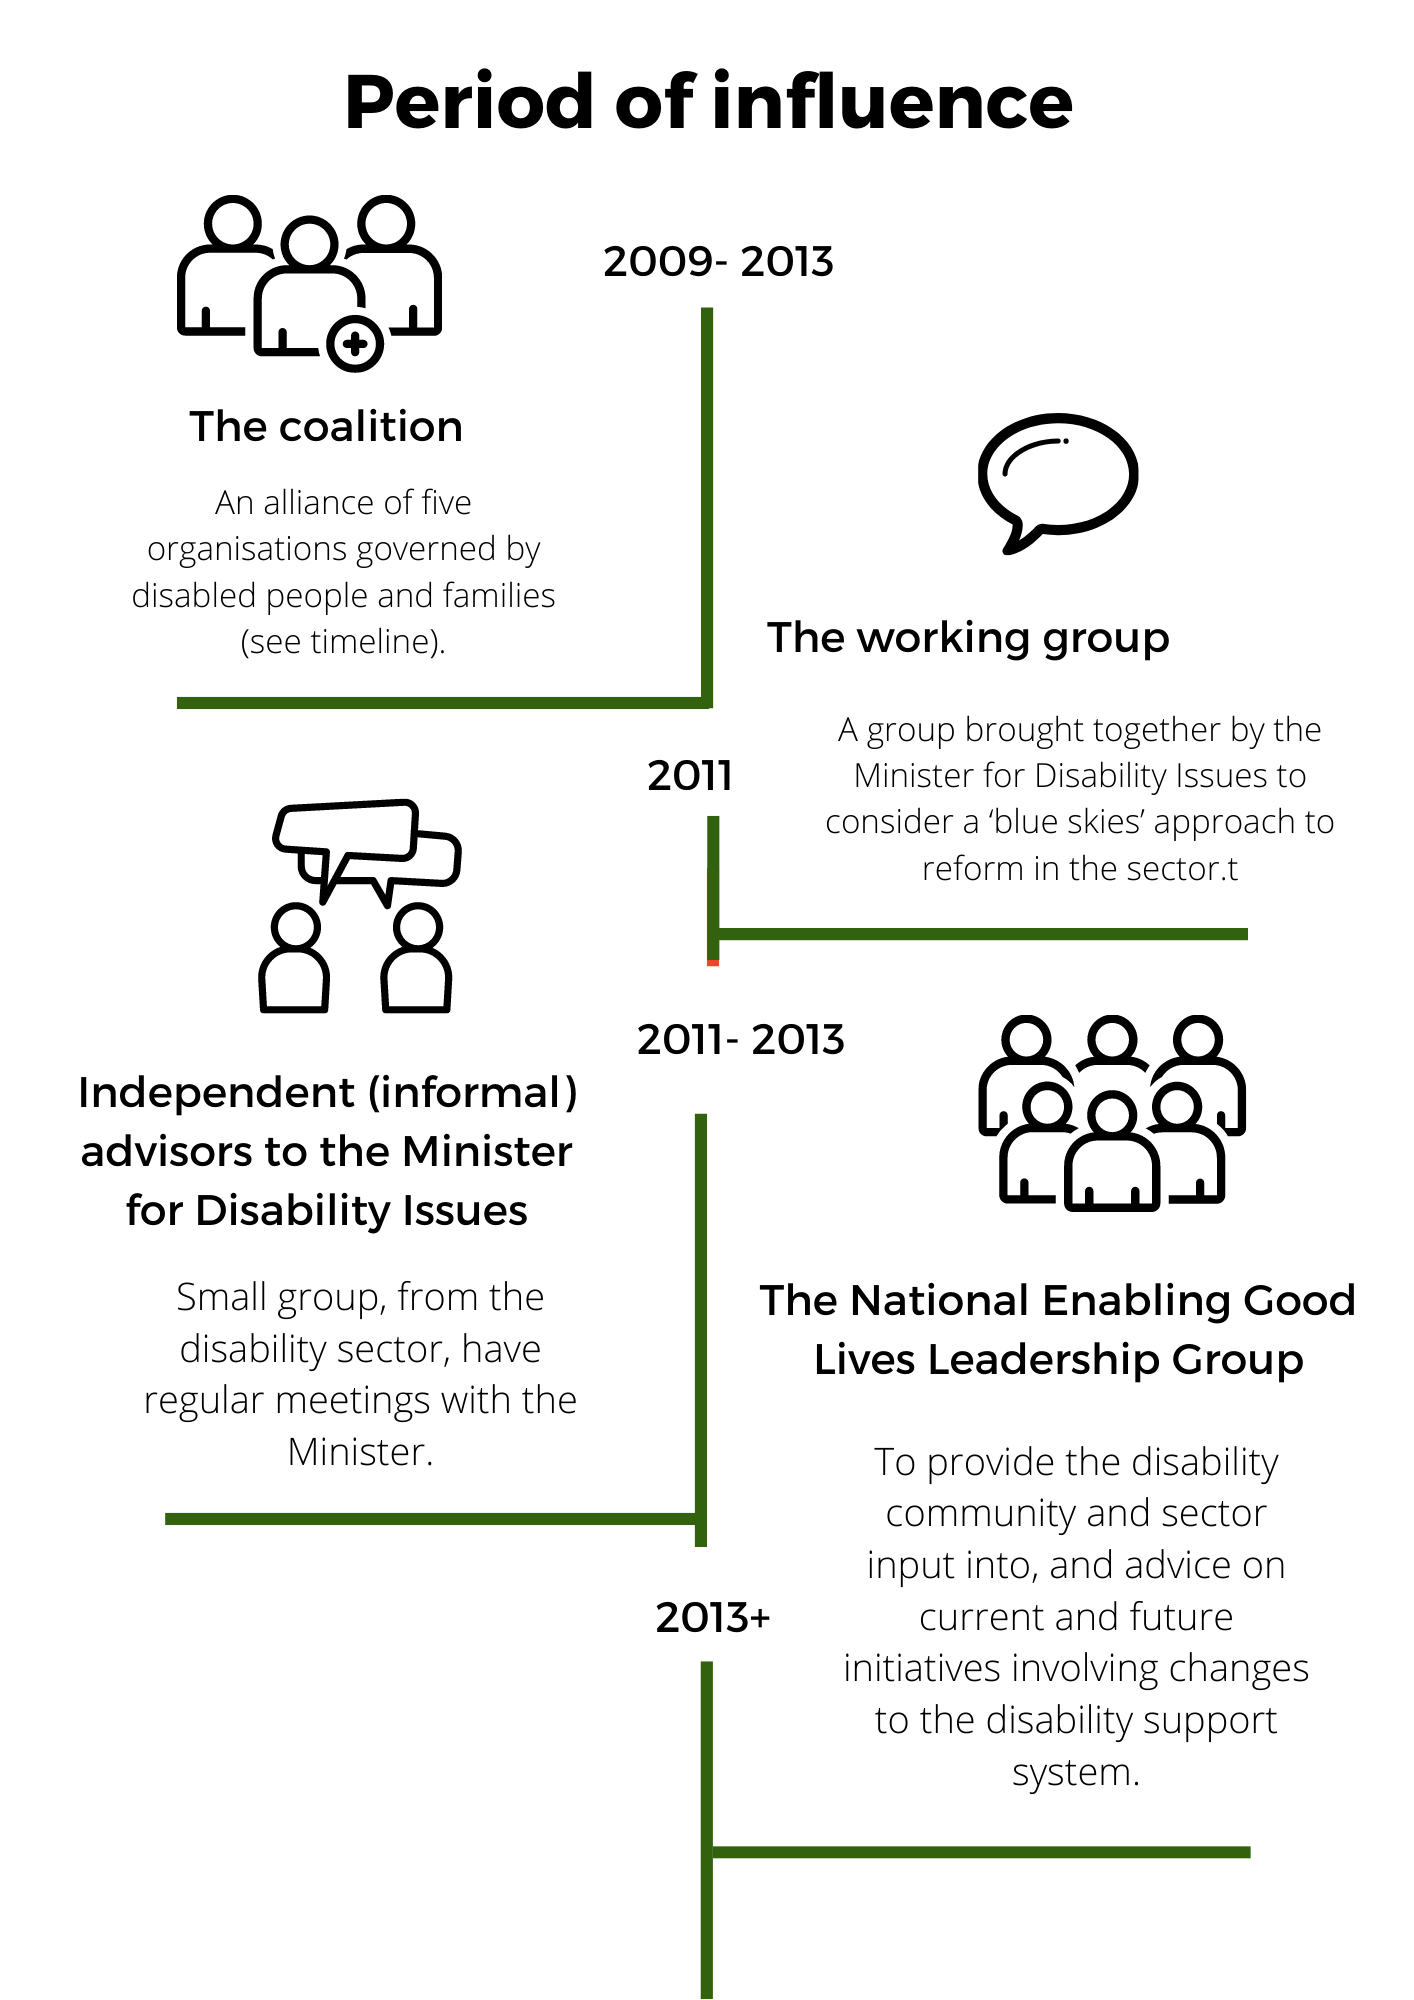 Period of influence
2009- 2013
The coalition
An alliance of five
organisations governed by
disabled people and families
(see timeline).
The working group
A group brought together by the
Minister for Disability Issues to
consider a ‘blue skies’ approach to
reform in the sector.t
2011
2011- 2013
Independent (informal)
advisors to the Minister
for Disability Issues
Small group, from the
disability sector, have
regular meetings with the
Minister.
The National Enabling Good
Lives Leadership Group
To provide the disability
community and sector
input into, and advice on
current and future
initiatives involving changes
to the disability support
system.
2013+